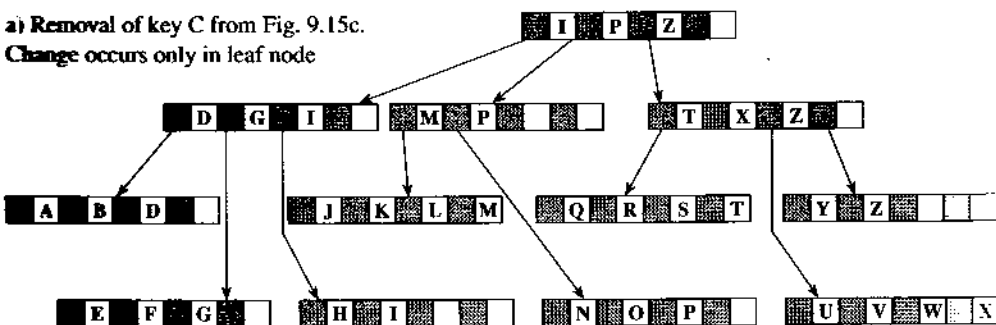 a) Removal of key C from Fig. 9.15c.
Change occurs only in leaf node
I P Z
D G I
M P
T X Z
A B D
J K L M
Q R S T
Y Z
E F G
H I
N O P
U V W X